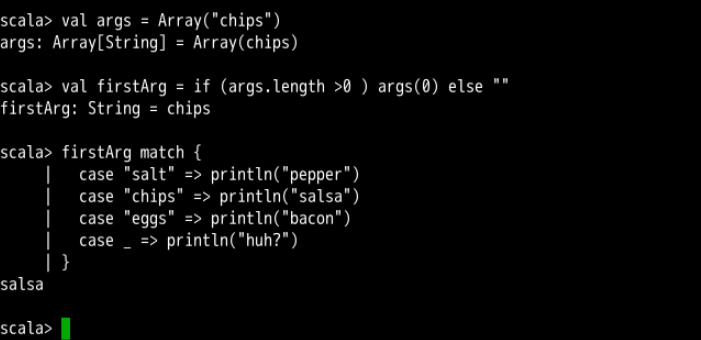 scala> val args = Array("chips")
args: Array[String] = Array(chips)
scala> val firstArg = if (args.length >0 ) args(0) else ""
firstArg: String = chips
scala> firstArg match {
     |   case "salt" => println("pepper")
     |   case "chips" => println("salsa")
     |   case "eggs" => println("bacon")
     |   case _ => println("huh?")
     | }
salsa
scala>